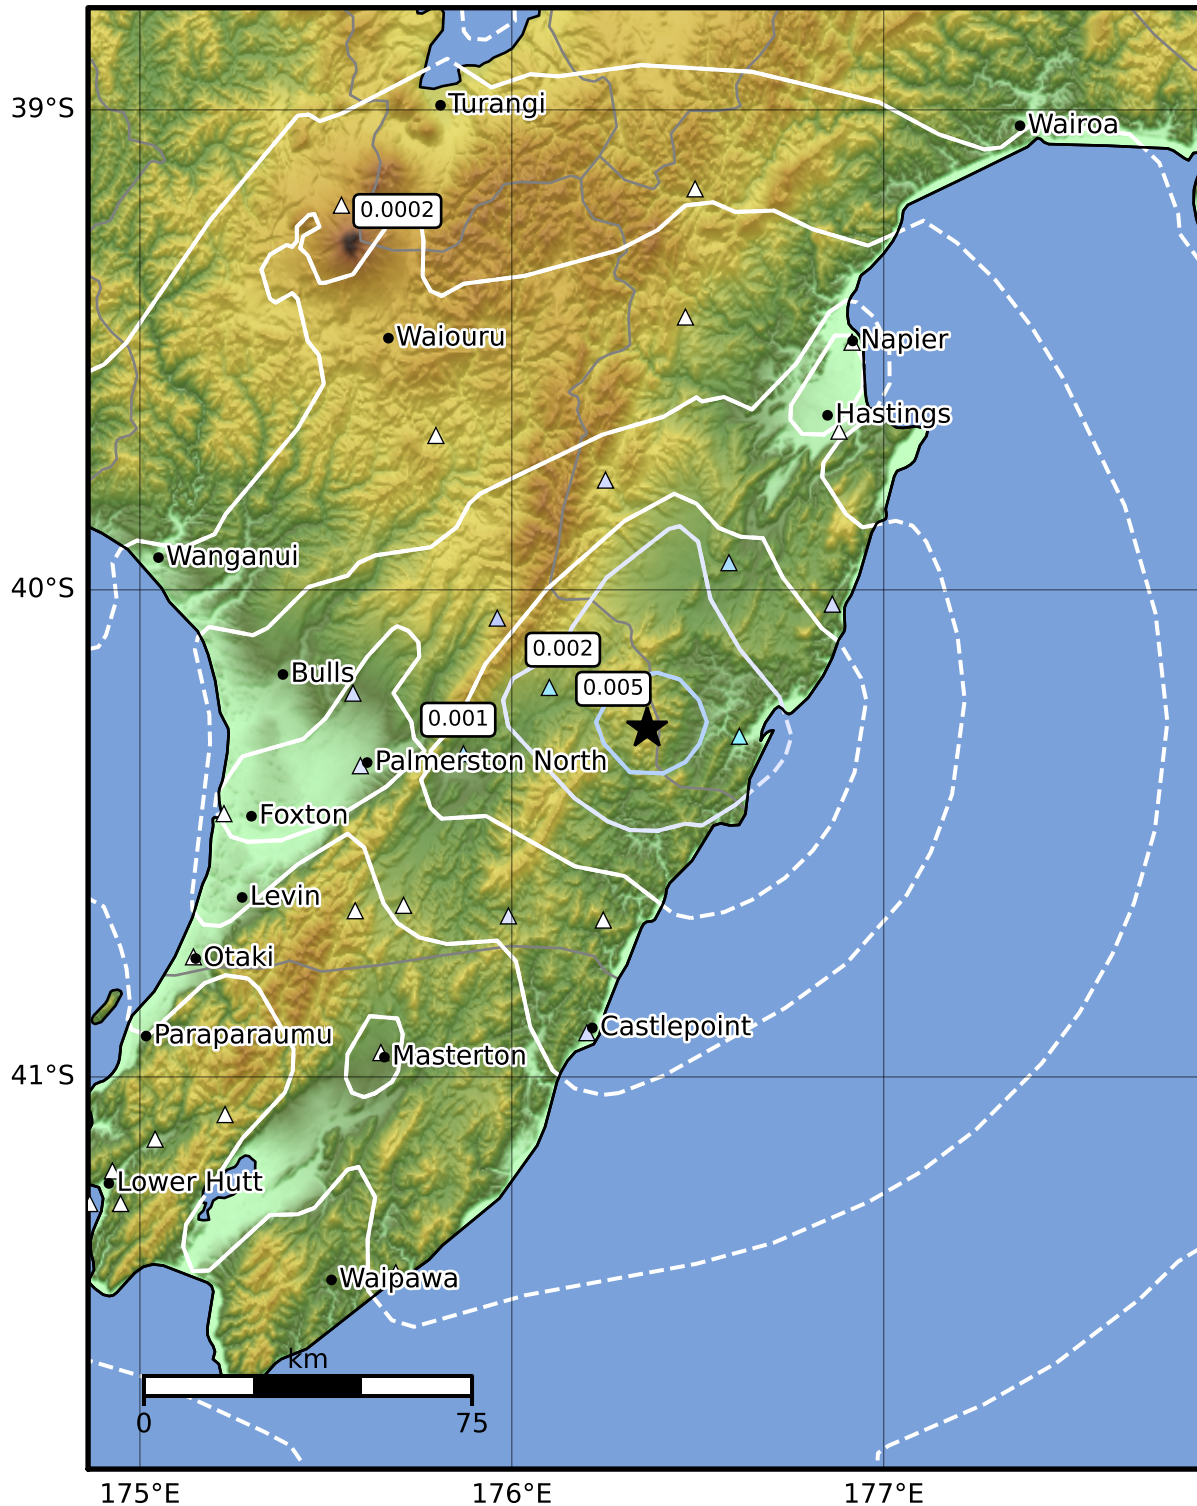 Turangi
39°S
Wairoa
0.0002
Waiouru
Napier
Hastings
Wanganui
40°S
0.002
Bulls
0.005
0.001
Palmerston North
Foxton
Levin
Otaki
Castlepoint
Paraparaumu
Masterton
41°S
Lower Hutt
Waipawa
km
0 75
175°E 176°E 177°E